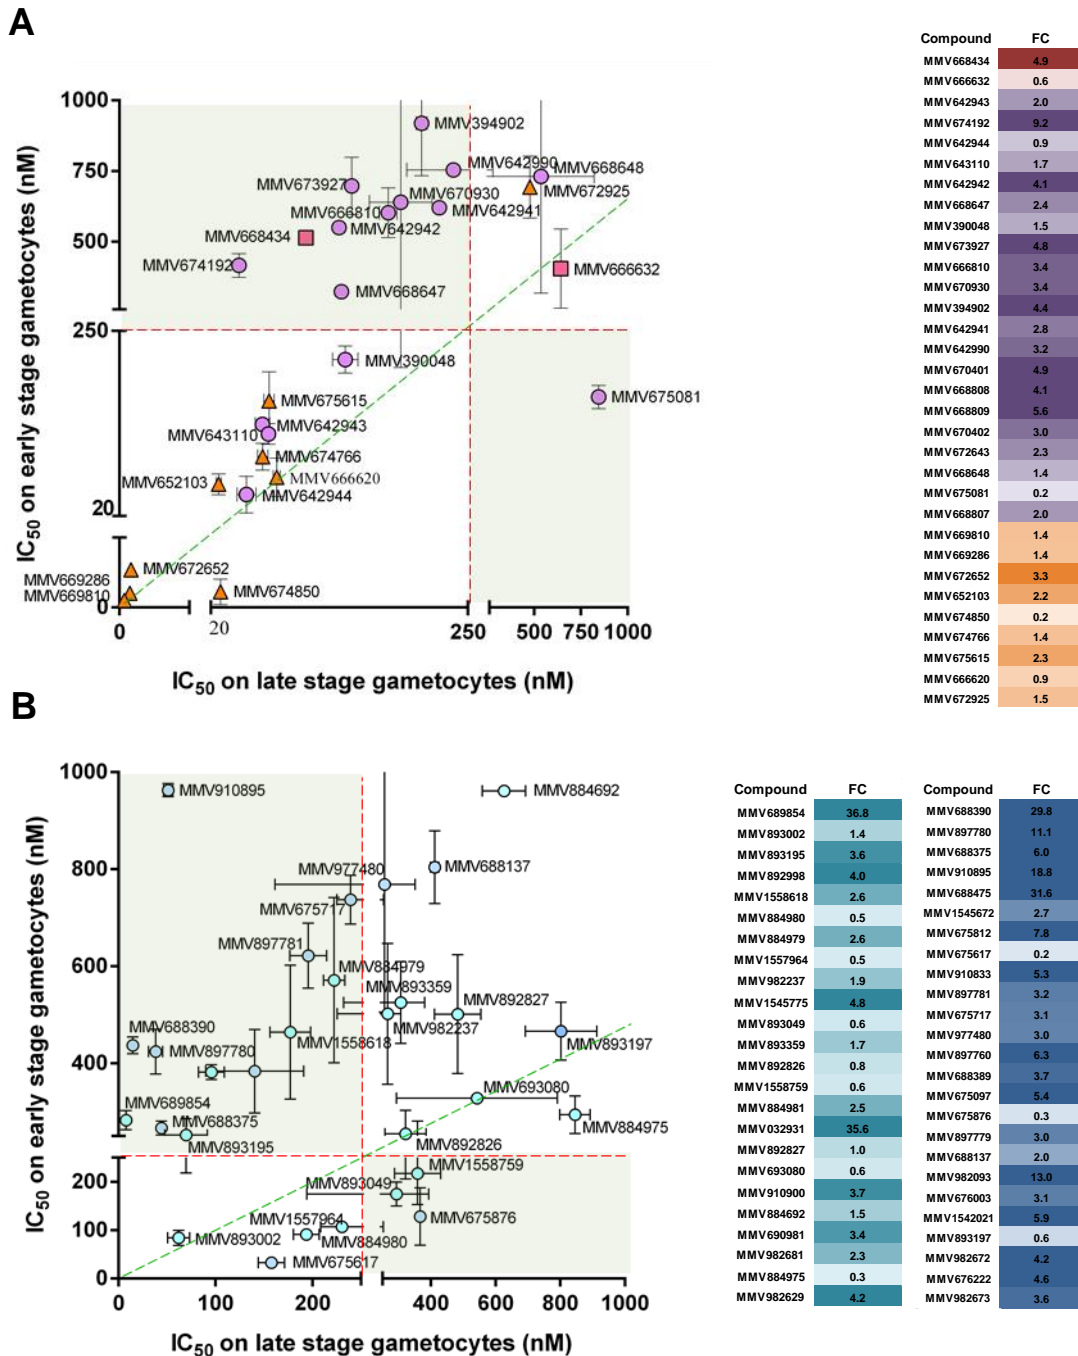 A
IC50 on early stage gametocytes (nM)
1000
750
500
250
20
0
MMV394902
MMV642990
MMV668648
MMV673927
MMV670930
MMV672925
MMV666810
MMV642941
MMV642942
MMV668434
MMV674192
MMV666632
MMV668647
MMV390048
MMV675081
MMV675615
MMV642943
MMV643110
MMV674766
MMV652103
MMV666620
MMV642944
MMV672652
MMV669286
MMV669810
MMV674850
0
20
250
500
750
1000
IC50 on late stage gametocytes (nM)
Compound FC
MMV668434 4.9
MMV666632 0.6
MMV642943 2.0
MMV674192 9.2
MMV642944 0.9
MMV643110 1.7
MMV642942 4.1
MMV668647 2.4
MMV390048 1.5
MMV673927 4.8
MMV666810 3.4
MMV670930 3.4
MMV394902 4.4
MMV642941 2.8
MMV642990 3.2
MMV670401 4.9
MMV668808 4.1
MMV668809 5.6
MMV670402 3.0
MMV672643 2.3
MMV668648 1.4
MMV675081 0.2
MMV668807 2.0
MMV669810 1.4
MMV669286 1.4
MMV672652 3.3
MMV652103 2.2
MMV674850 0.2
MMV674766 1.4
MMV675615 2.3
MMV666620 0.9
MMV672925 1.5
B
IC50 on early stage gametocytes (nM)
1000
800
600
400
200
100
0
MMV910895
MMV884692
MMV977480
MMV688137
MMV675717
MMV897781
MMV884979
MMV893359
MMV892827
MMV688390
MMV982237
MMV1558618
MMV893197
MMV897780
MMV693080
MMV689854
MMV688375
MMV884975
MMV893195
MMV892826
MMV1558759
MMV893049
MMV1557964
MMV675876
MMV893002
MMV884980
MMV675617
0
100
200
400
600
800
1000
IC50 on late stage gametocytes (nM)
Compound FC
MMV689854 36.8
MMV893002 1.4
MMV893195 3.6
MMV892998 4.0
MMV1558618 2.6
MMV884980 0.5
MMV884979 2.6
MMV1557964 0.5
MMV982237 1.9
MMV1545775 4.8
MMV893049 0.6
MMV893359 1.7
MMV892826 0.8
MMV1558759 0.6
MMV884981 2.5
MMV032931 35.6
MMV892827 1.0
MMV693080 0.6
MMV910900 3.7
MMV884692 1.5
MMV690981 3.4
MMV982681 2.3
MMV884975 0.3
MMV982629 4.2
Compound FC
MMV688390 29.8
MMV897780 11.1
MMV688375 6.0
MMV910895 18.8
MMV688475 31.6
MMV1545672 2.7
MMV675812 7.8
MMV675617 0.2
MMV910833 5.3
MMV897781 3.2
MMV675717 3.1
MMV977480 3.0
MMV897760 6.3
MMV688389 3.7
MMV675097 5.4
MMV675876 0.3
MMV897779 3.0
MMV688137 2.0
MMV982093 13.0
MMV676003 3.1
MMV1542021 5.9
MMV893197 0.6
MMV982672 4.2
MMV676222 4.6
MMV982673 3.6